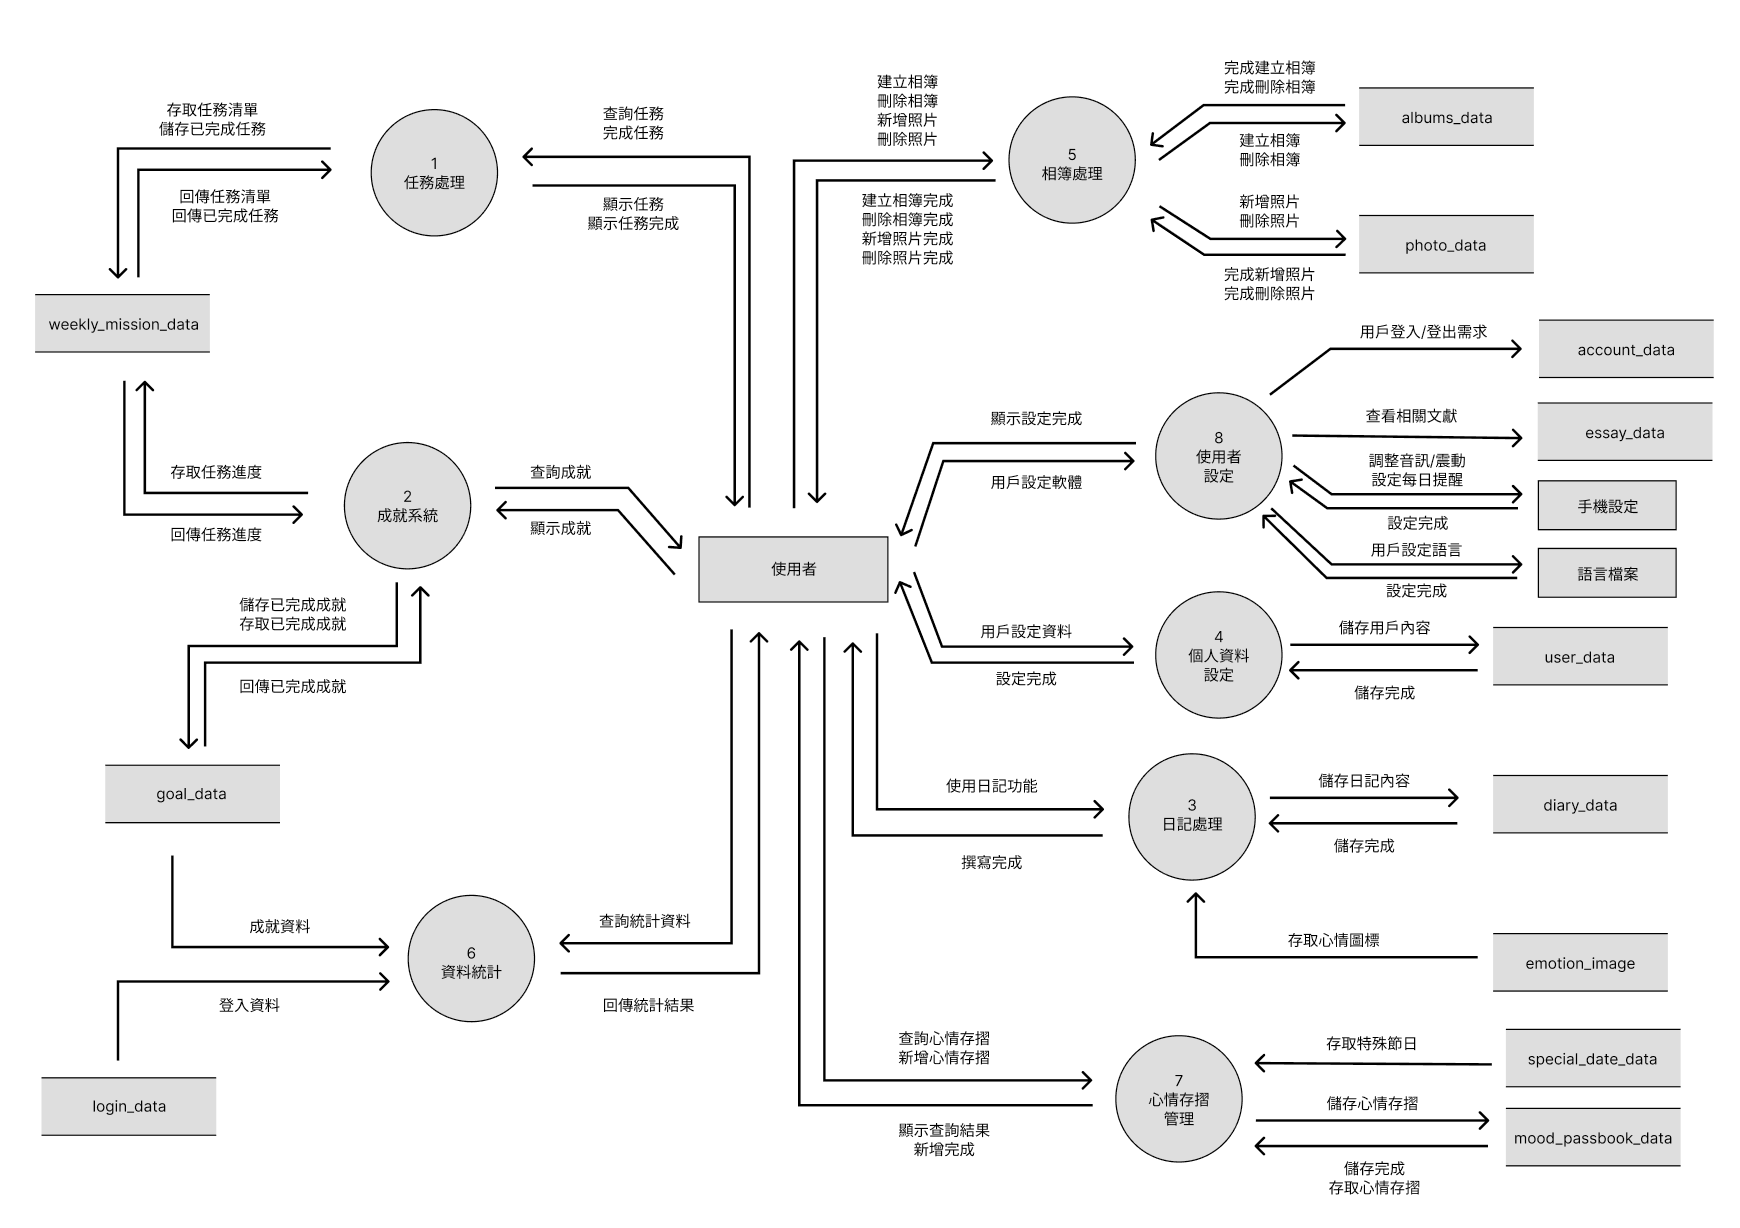 存取任務清單
儲存已完成任務
回傳任務清單
回傳已完成任務
1
任務處理
查詢任務
完成任務
顯示任務
顯示任務完成
weekly_mission_data
存取任務進度
回傳任務進度
2
成就系統
查詢成就
顯示成就
儲存已完成成就
存取已完成成就
回傳已完成成就
goal_data
成就資料
登入資料
login_data
6
資料統計
查詢統計資料
回傳統計結果
使用者
建立相簿
刪除相簿
新增照片
刪除照片
建立相簿完成
刪除相簿完成
新增照片完成
刪除照片完成
5
相簿處理
完成建立相簿
完成刪除相簿
建立相簿
刪除相簿
albums_data
新增照片
刪除照片
完成新增照片
完成刪除照片
photo_data
顯示設定完成
用戶設定軟體
8
使用者
設定
用戶登入/登出需求
account_data
查看相關文獻
essay_data
調整音訊/震動
設定每日提醒
設定完成
手機設定
用戶設定語言
設定完成
語言檔案
用戶設定資料
設定完成
4
個人資料
設定
儲存用戶內容
儲存完成
user_data
使用日記功能
撰寫完成
3
日記處理
儲存日記內容
儲存完成
diary_data
存取心情圖標
emotion_image
查詢心情存摺
新增心情存摺
顯示查詢結果
新增完成
7
心情存摺
管理
存取特殊節日
special_date_data
儲存心情存摺
儲存完成
存取心情存摺
mood_passbook_data